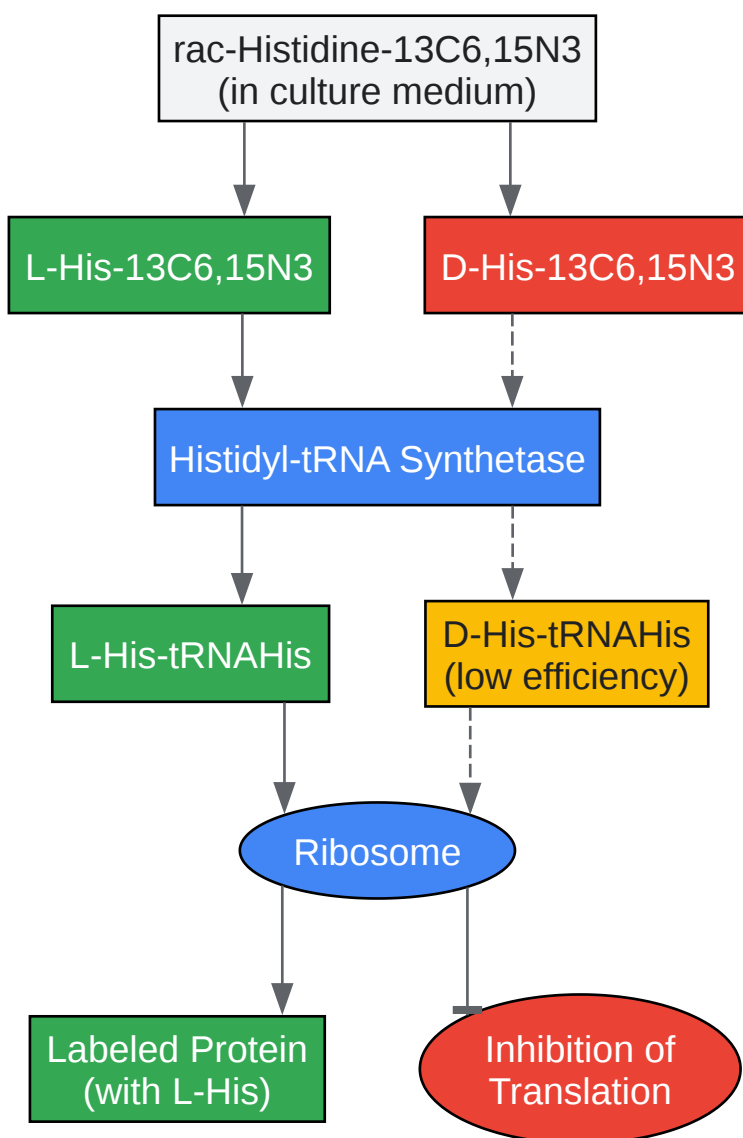 rac-Histidine-13C6,15N3
(in culture medium)
L-His-13C6,15N3
D-His-13C6,15N3
Histidyl-tRNA Synthetase
L-His-tRNAHis
D-His-tRNAHis
(low efficiency)
Ribosome
Labeled Protein
(with L-His)
Inhibition of
Translation